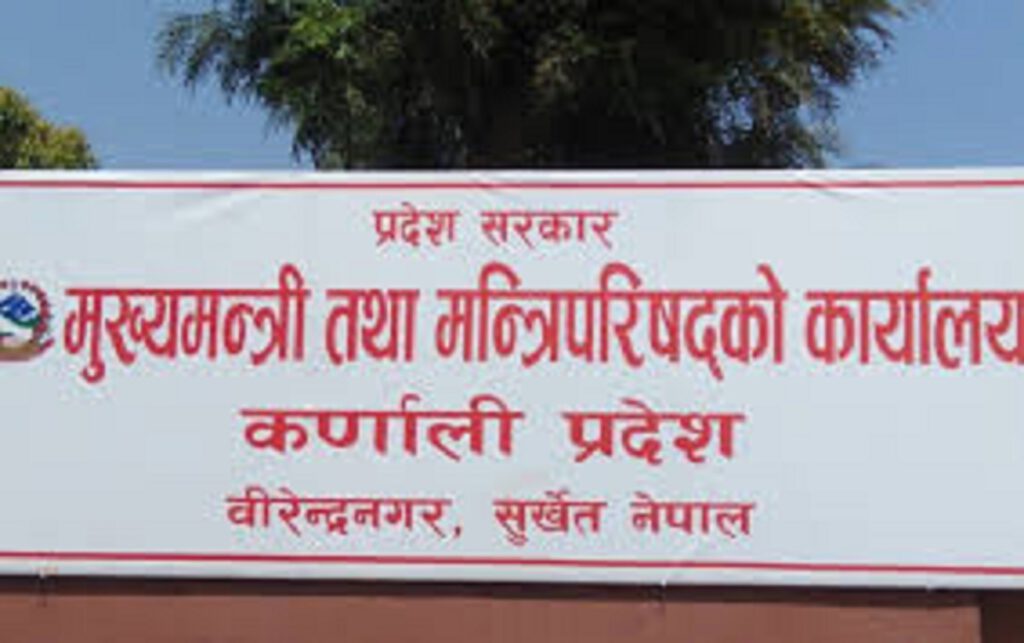 प्रदेश सरकार
मुख्यमन्त्री तथा मन्त्रिपरिषद्को कार्यालय
कर्णाली प्रदेश
वीरेन्द्रनगर, सुर्खेत नेपाल